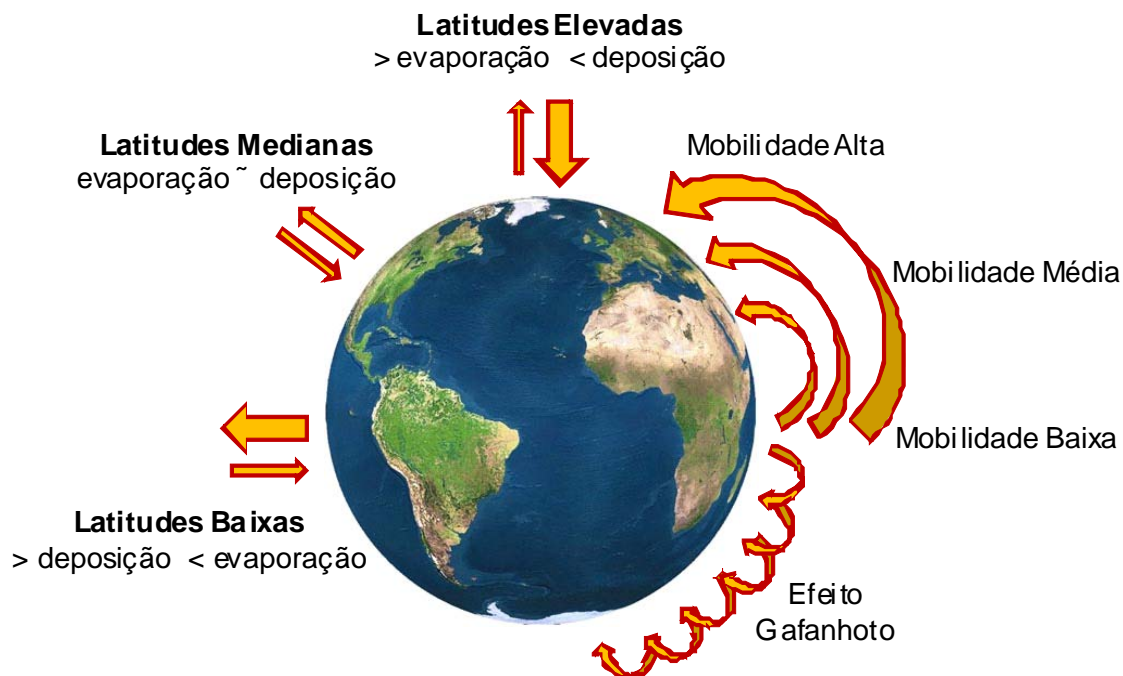 Latitudes Elevadas
> evaporação < deposição
Latitudes Medianas
evaporação ˜ deposição
Mobilidade Alta
Mobilidade Média
Mobilidade Baixa
Latitudes Baixas
> deposição < evaporação
Efeito
Gafanhoto